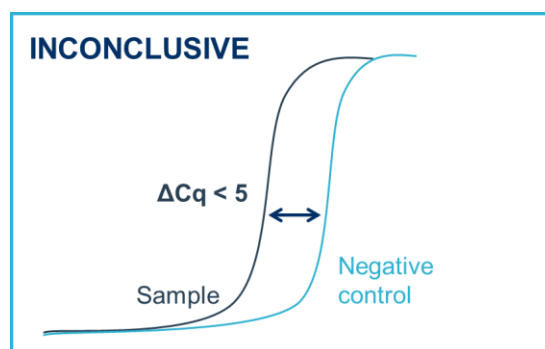 INCONCLUSIVE
ΔCq < 5
Sample
Negative
control